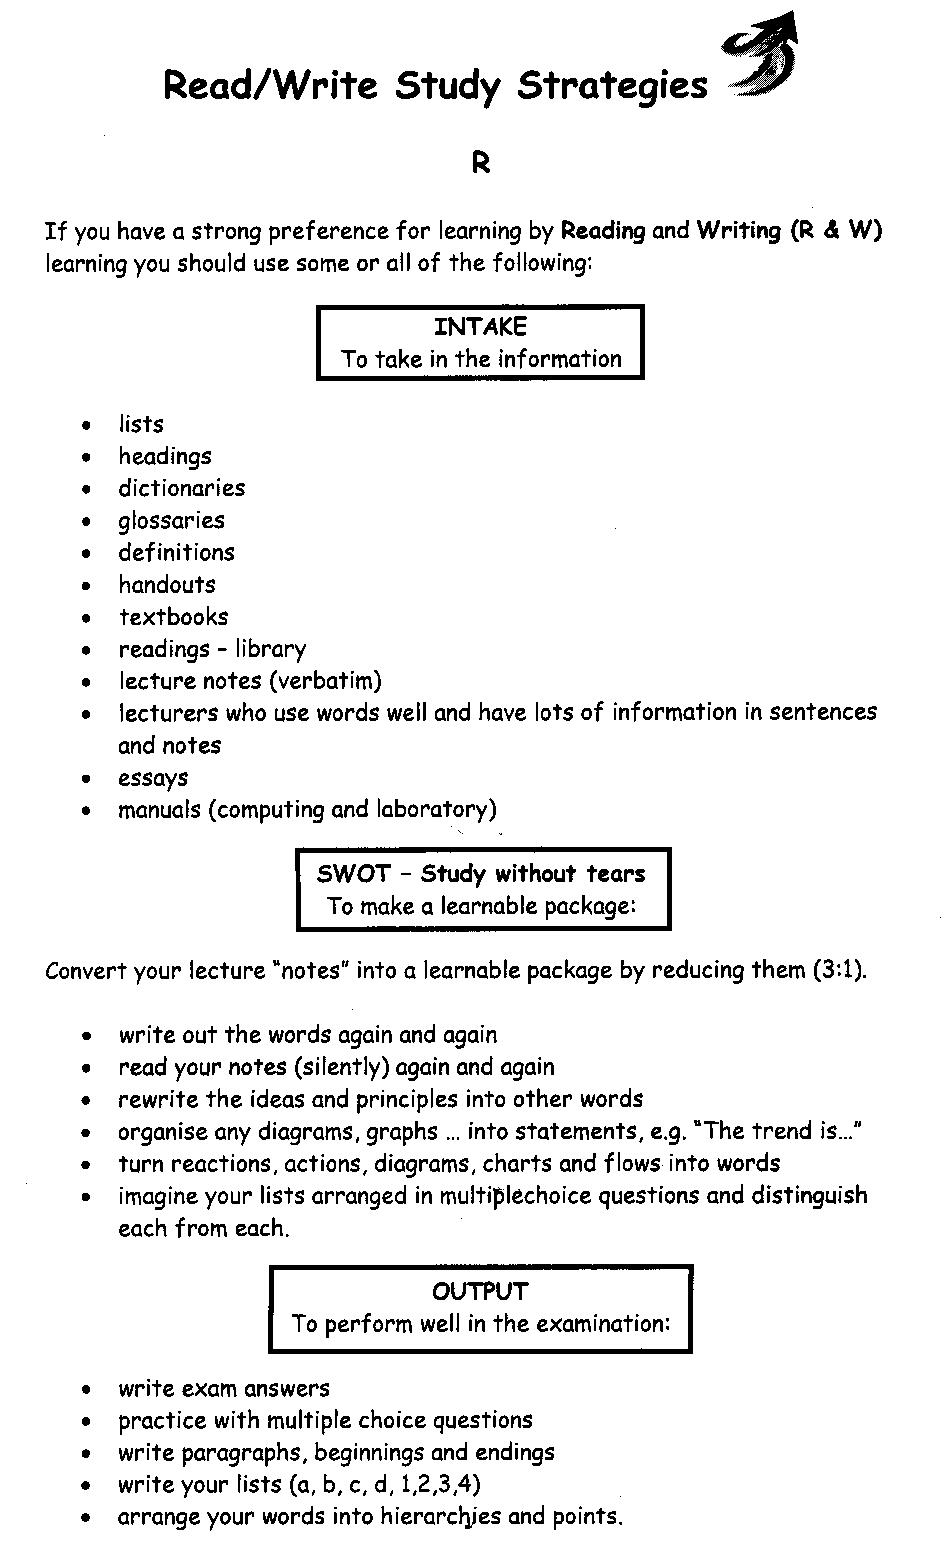 Read/Write Study Strategies
R
If you have a strong preference for learning by Reading and Writing (R & W)
learning you should use some or all of the following:
INTAKE
To take in the information
• lists
• headings
• dictionaries
• glossaries
• definitions
• handouts
• textbooks
• readings - library
• lecture notes (verbatim)
• lecturers who use words well and have lots of information in sentences
and notes
• essays
• manuals (computing and laboratory)
SWOT - Study without tears
To make a learnable package:
Convert your lecture "notes" into a learnable package by reducing them (3:1).
• write out the words again and again
• read your notes (silently) again and again
• rewrite the ideas and principles into other words
• organise any diagrams, graphs ... into statements, e.g. "The trend is..."
• turn reactions, actions, diagrams, charts and flows into words
• imagine your lists arranged in multiplechoice questions and distinguish
each from each.
OUTPUT
To perform well in the examination:
• write exam answers
• practice with multiple choice questions
• write paragraphs, beginnings and endings
• write your lists (a, b, c, d, 1,2,3,4)
• arrange your words into hierarchies and points.